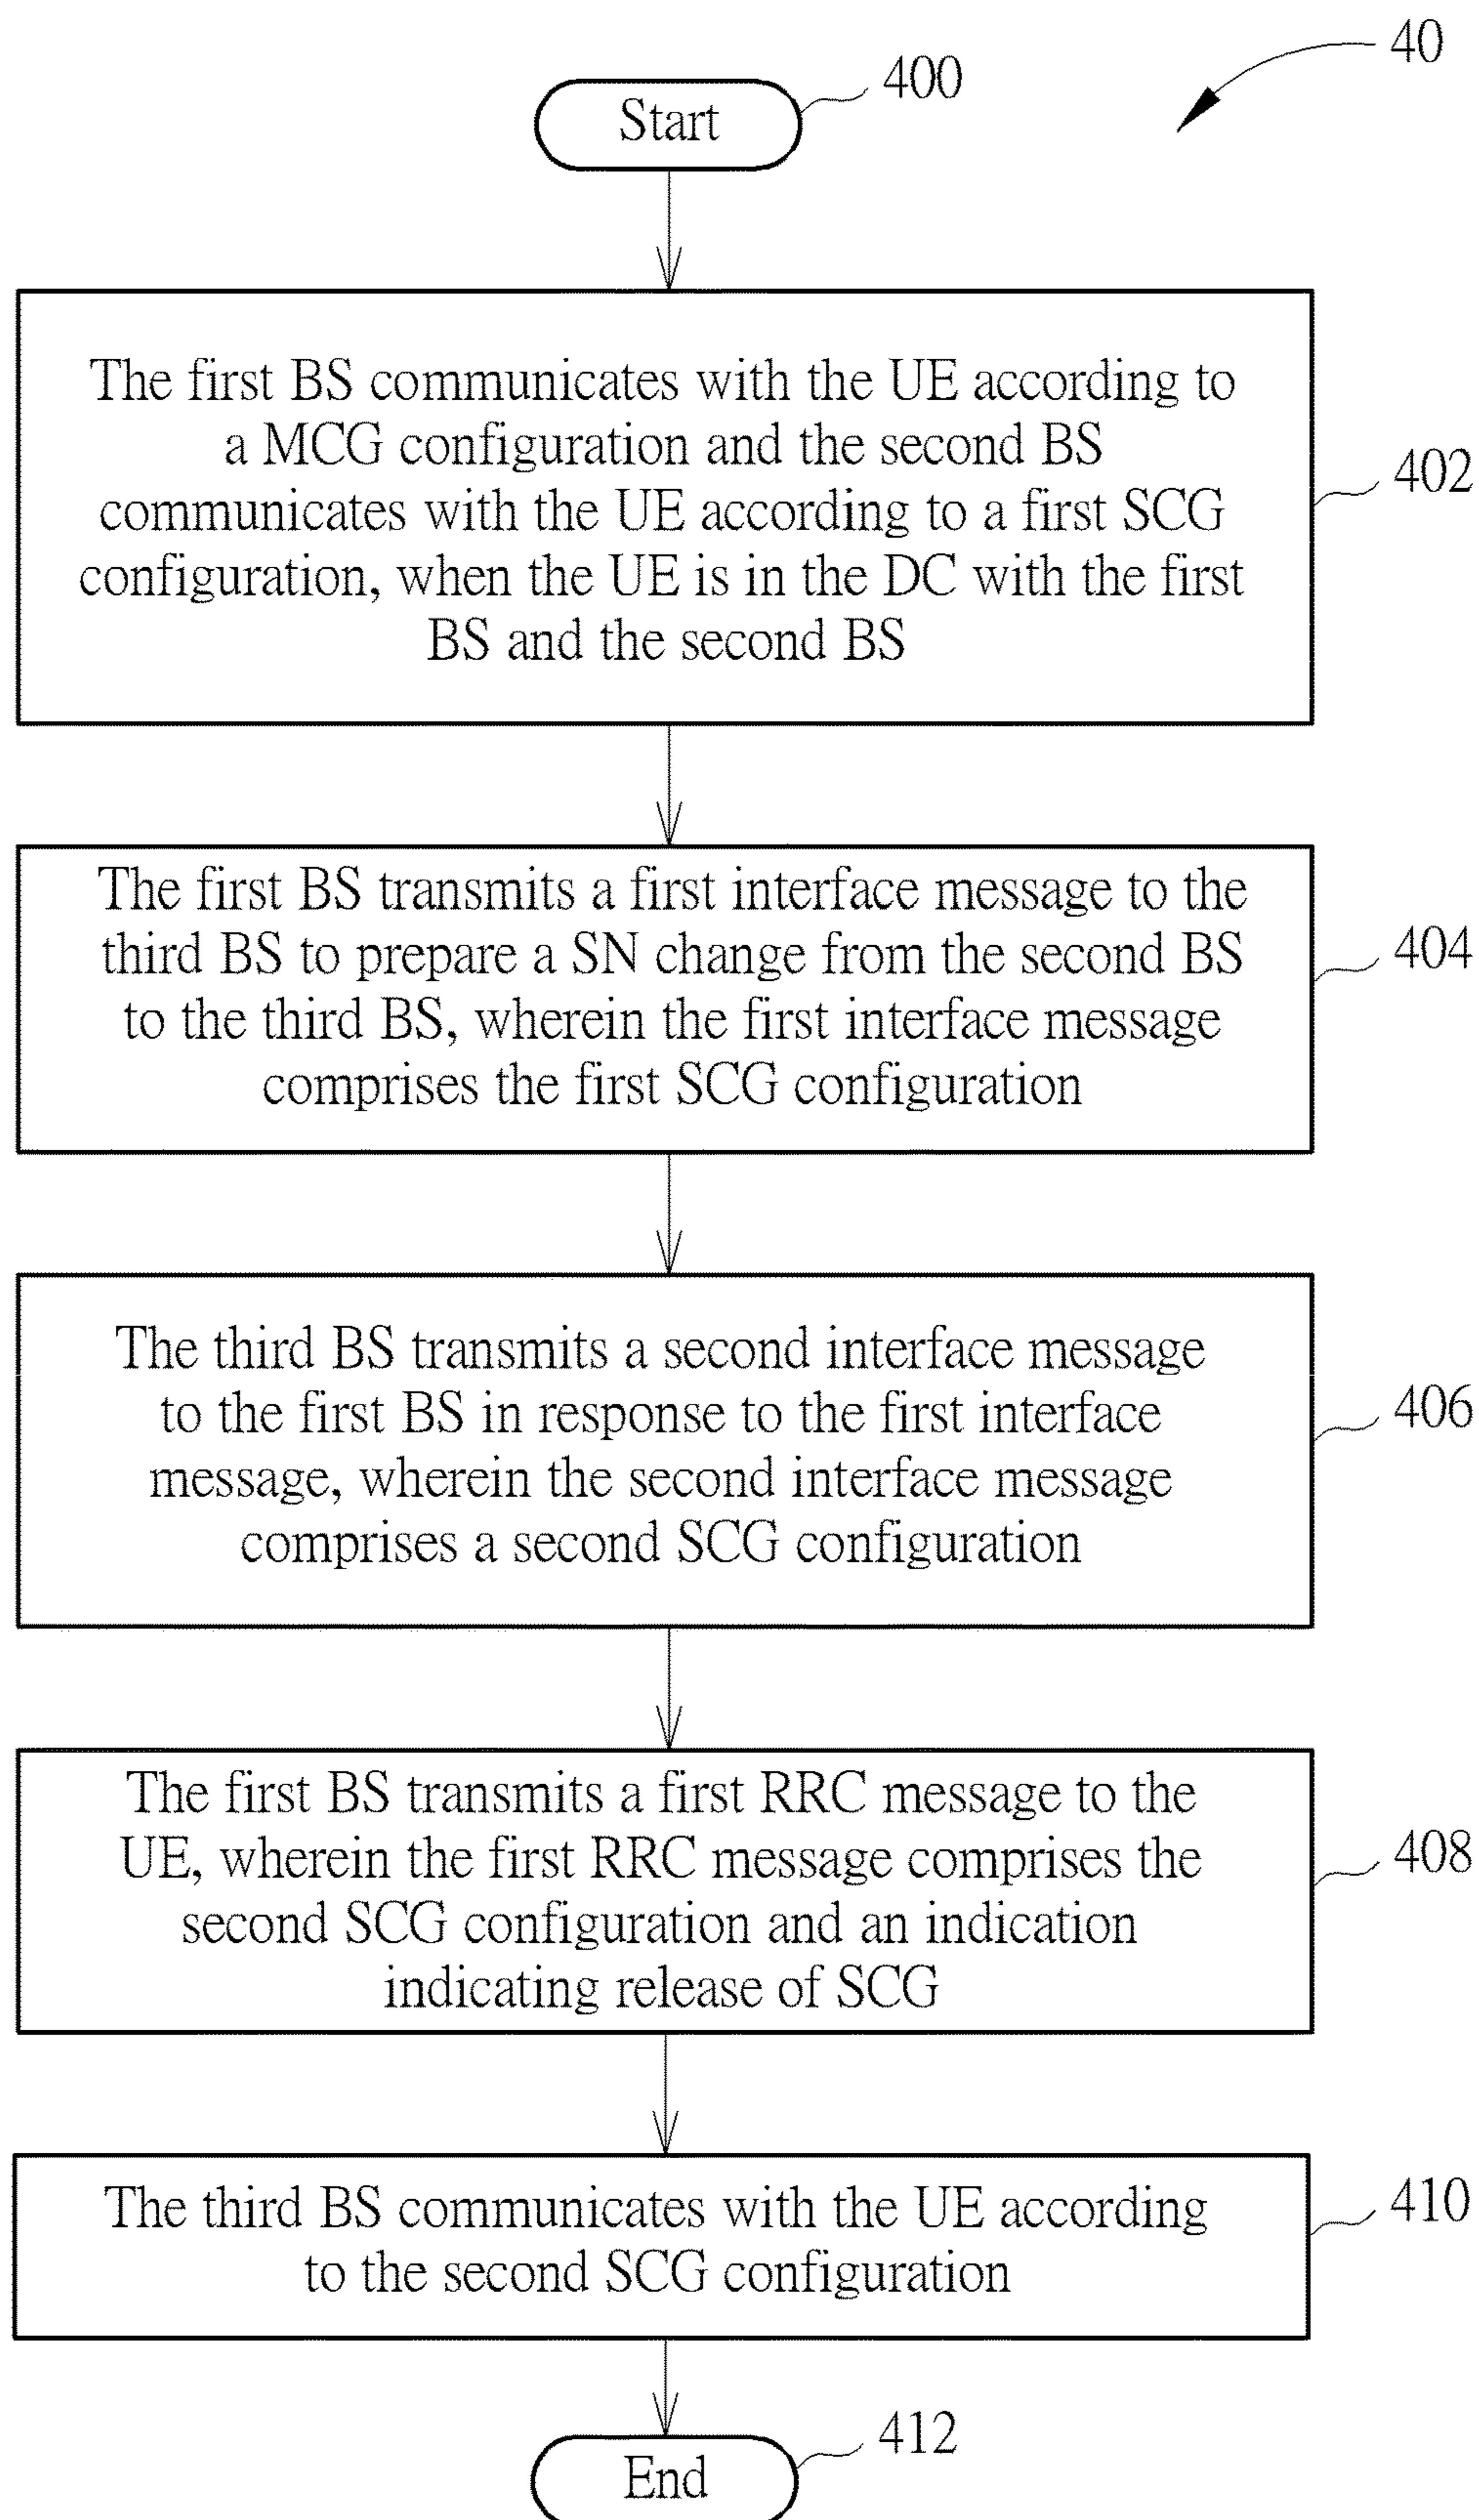 40
400
Start
The first BS communicates with the UE according to
a MCG configuration and the second BS
communicates with the UE according to a first SCG
configuration, when the UE is in the DC with the first
BS and the second BS
402
The first BS transmits a first interface message to the
third BS to prepare a SN change from the second BS
to the third BS, wherein the first interface message
comprises the first SCG configuration
404
The third BS transmits a second interface message
to the first BS in response to the first interface
message, wherein the second interface message
comprises a second SCG configuration
406
The first BS transmits a first RRC message to the
UE, wherein the first RRC message comprises the
second SCG configuration and an indication
indicating release of SCG
408
The third BS communicates with the UE according
to the second SCG configuration
410
412
End